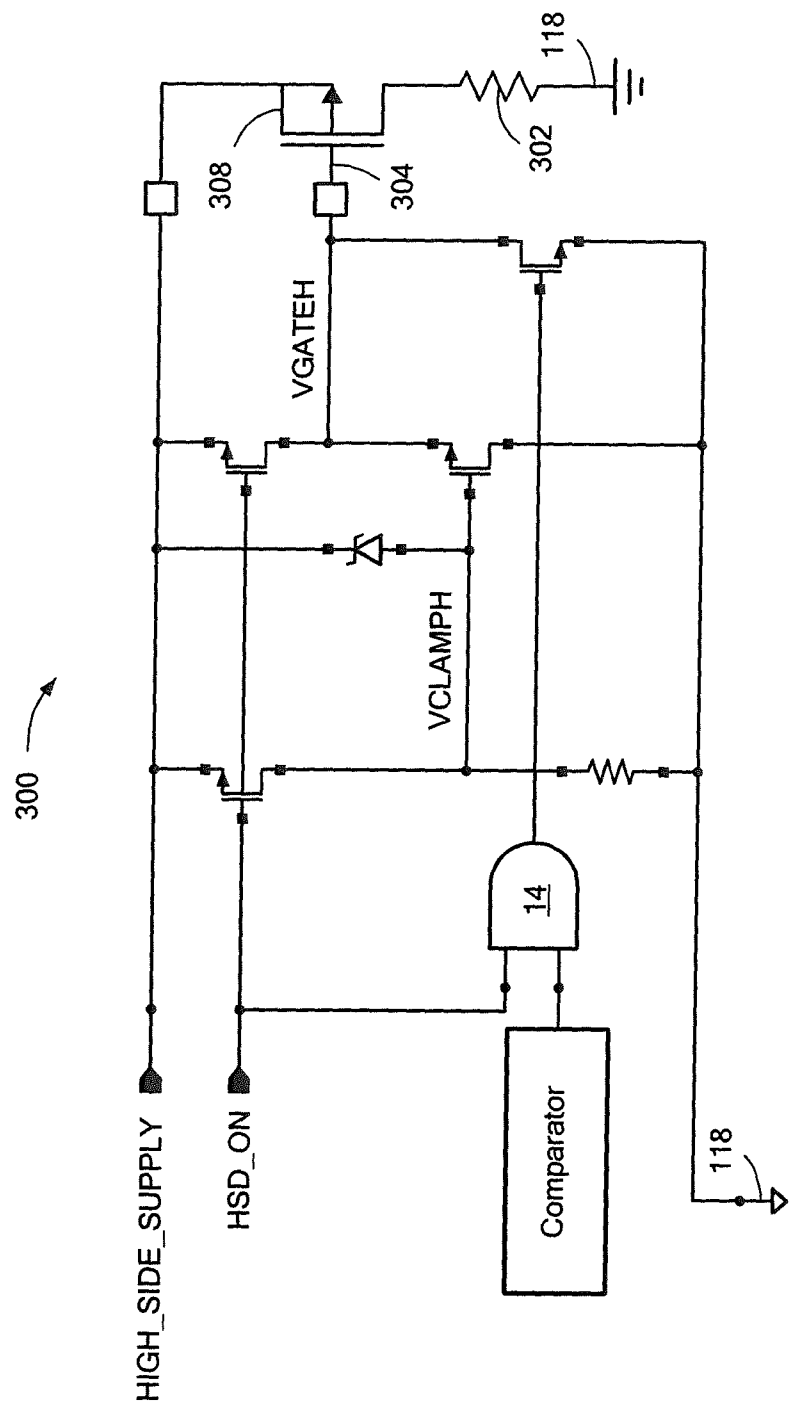 300
HIGH_SIDE_SUPPLY
HSD_ON
Comparator
14
118
VCLAMPH
VGATEH
308
304
302
118